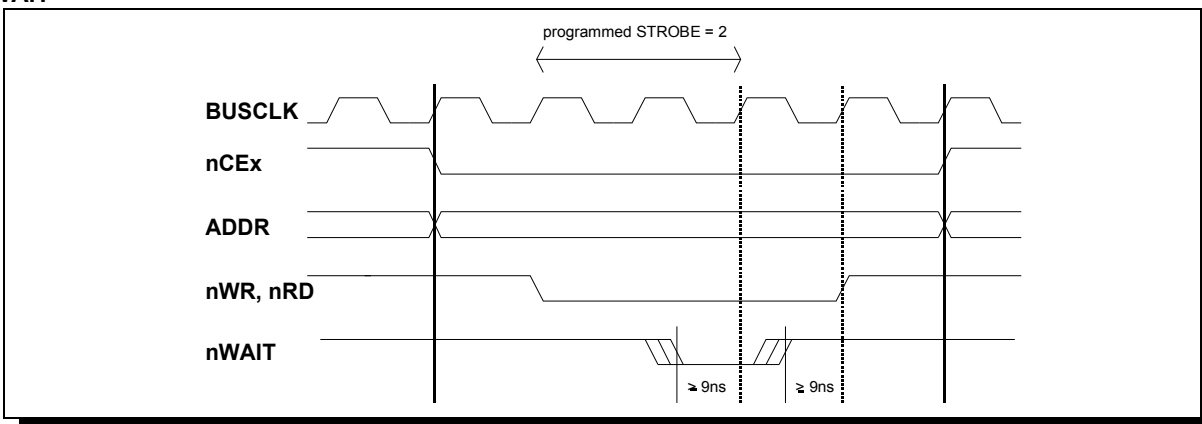 programmed STROBE = 2
BUSCLK
nCEx
ADDR
nWR, nRD
nWAIT
≥ 9ns ≥ 9ns